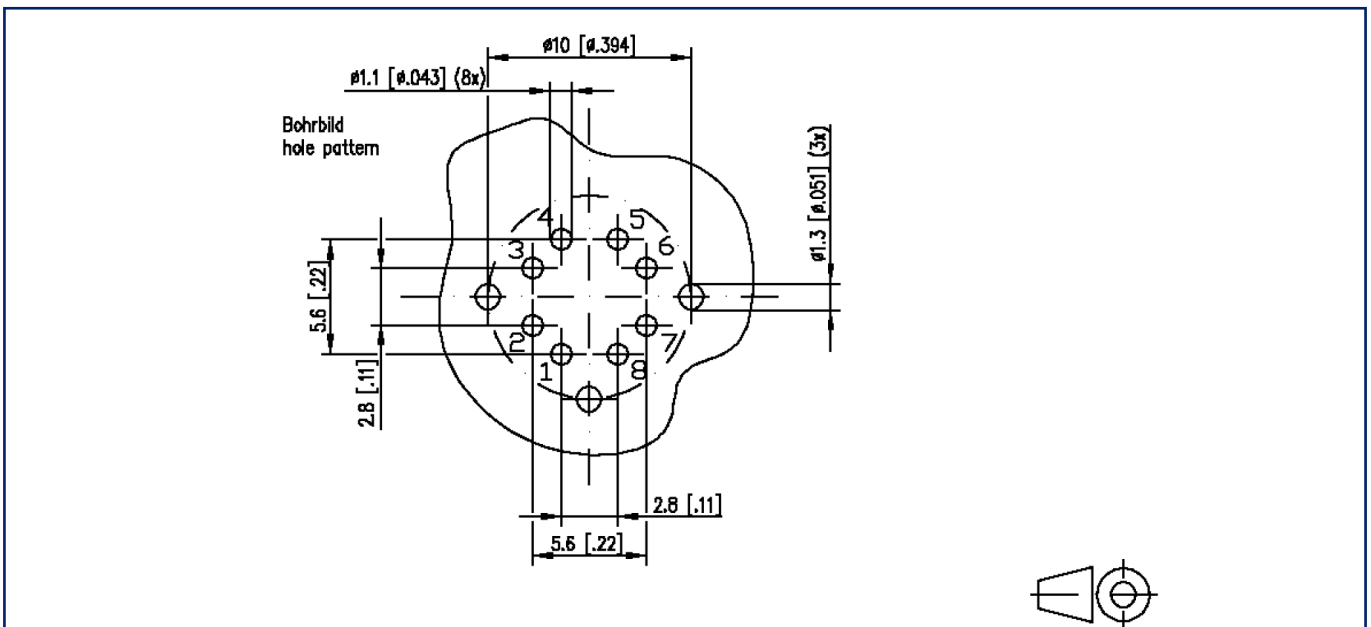 ø10 [ø.394]
ø1.1 [ø.043] (8x)
Bohrbild
hole pattern
ø1.3 [ø.051] (3x)
4
5
3
6
5.6 [.22]
2
7
1
8
2.8 [.11]
2.8 [.11]
5.6 [.22]